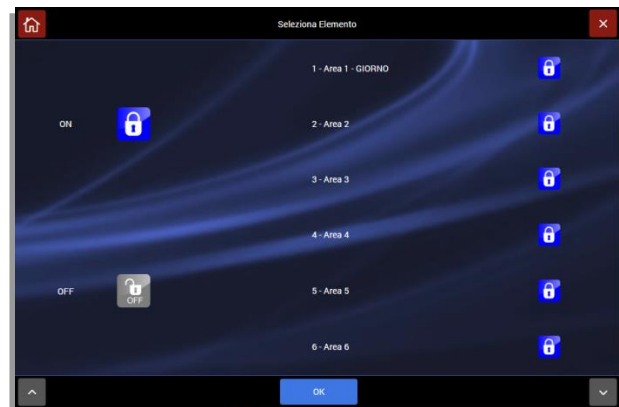 Seleziona Elemento
1 - Area 1 - GIORNO
ON
2 - Area 2
3 - Area 3
4 - Area 4
OFF
OFF
5 - Area 5
6 - Area 6
OK